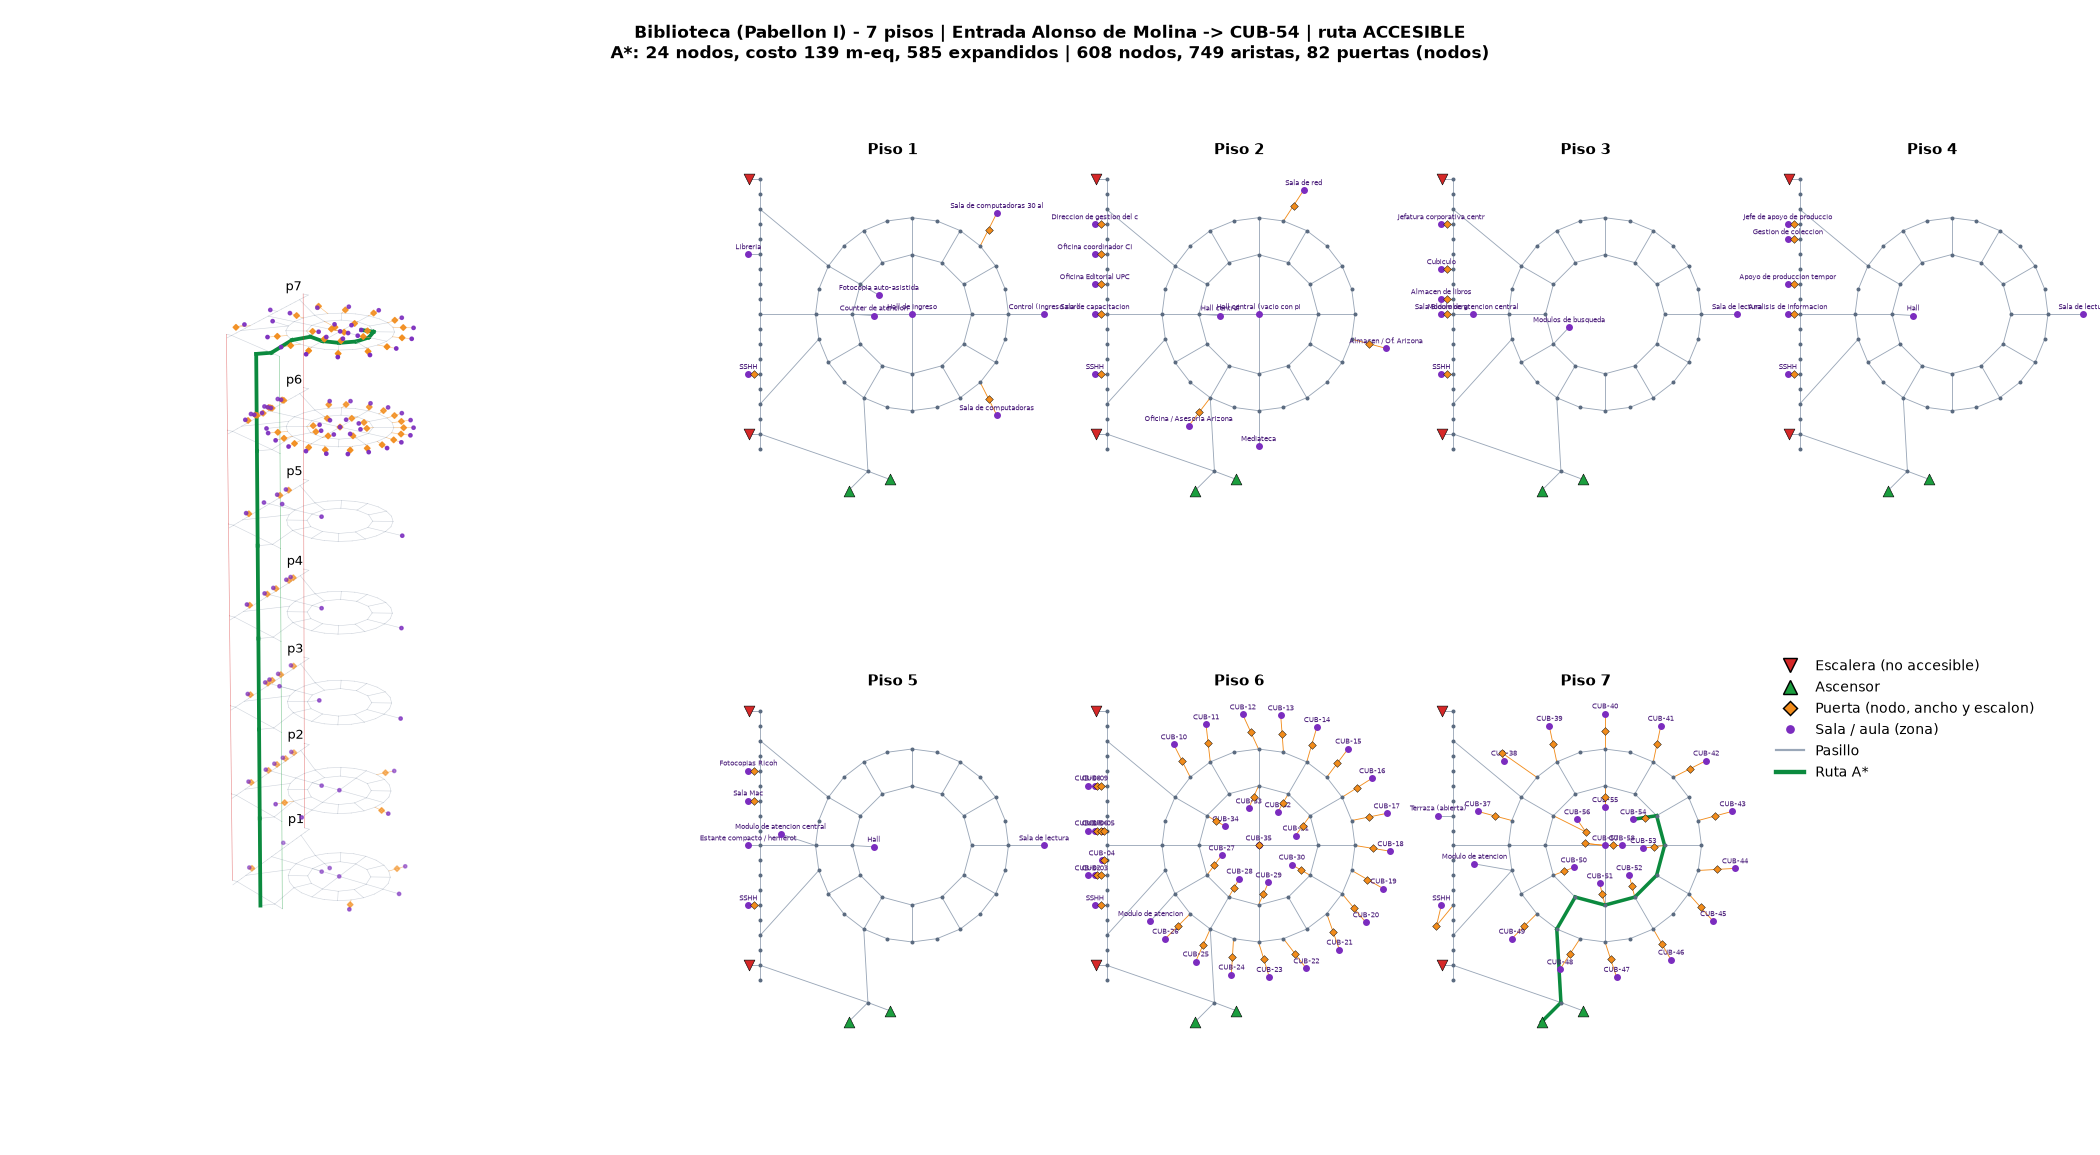 Biblioteca (Pabellon I) - 7 pisos | Entrada Alonso de Molina -> CUB-54 | ruta ACCESIBLE
A*: 24 nodos, costo 139 m-eq, 585 expandidos | 608 nodos, 749 aristas, 82 puertas (nodos)
p7
p6
p5
p4
p3
p2
p1
Piso 1
Sala de computadoras 30 al
Libreria
Fotocopia auto-asistida
Counter de atencion
Hall de ingreso
Control (ingreso
SSHH
Sala de computadoras
Piso 2
Sala de red
Direccion de gestion del c
Oficina coordinador CI
Oficina Editorial UPC
Sala de capacitacion
Hall central
Hall central (vacio con pi
Almacen / Of. Arizona
SSHH
Oficina / Asesoria Arizona
Mediateca
Piso 3
Jefatura corporativa centr
Cubiculo
Almacen de libros
atencion central
Modulos de busqueda
Sala de lectura
SSHH
Piso 4
Jefe de apoyo de produccio
Gestion de coleccion
Apoyo de produccion tempor
Analisis de informacion
Hall
Sala de lectu
SSHH
Piso 5
Fotocopias Ricoh
Sala Mac
Modulo de atencion central
Estante compacto / hemerot
Hall
Sala de lectura
SSHH
Piso 6
CUB-12
CUB-13
CUB-11
CUB-14
CUB-10
CUB-15
CUB-16
CUB-17
CUB-34
CUB-35
CUB-18
CUB-04
CUB-27
CUB-30
CUB-28
CUB-29
CUB-19
SSHH
Modulo de atencion
CUB-20
CUB-26
CUB-21
CUB-25
CUB-22
CUB-24
CUB-23
Piso 7
CUB-40
CUB-39
CUB-41
CUB-38
CUB-42
Terraza (abierta)
CUB-37
CUB-55
CUB-43
CUB-56
CUB-54
CUB-53
Modulo de atencion
CUB-50
CUB-52
CUB-44
CUB-51
SSHH
CUB-45
CUB-49
CUB-46
CUB-48
CUB-47
Escalera (no accesible)
Ascensor
Puerta (nodo, ancho y escalon)
Sala / aula (zona)
Pasillo
Ruta A*